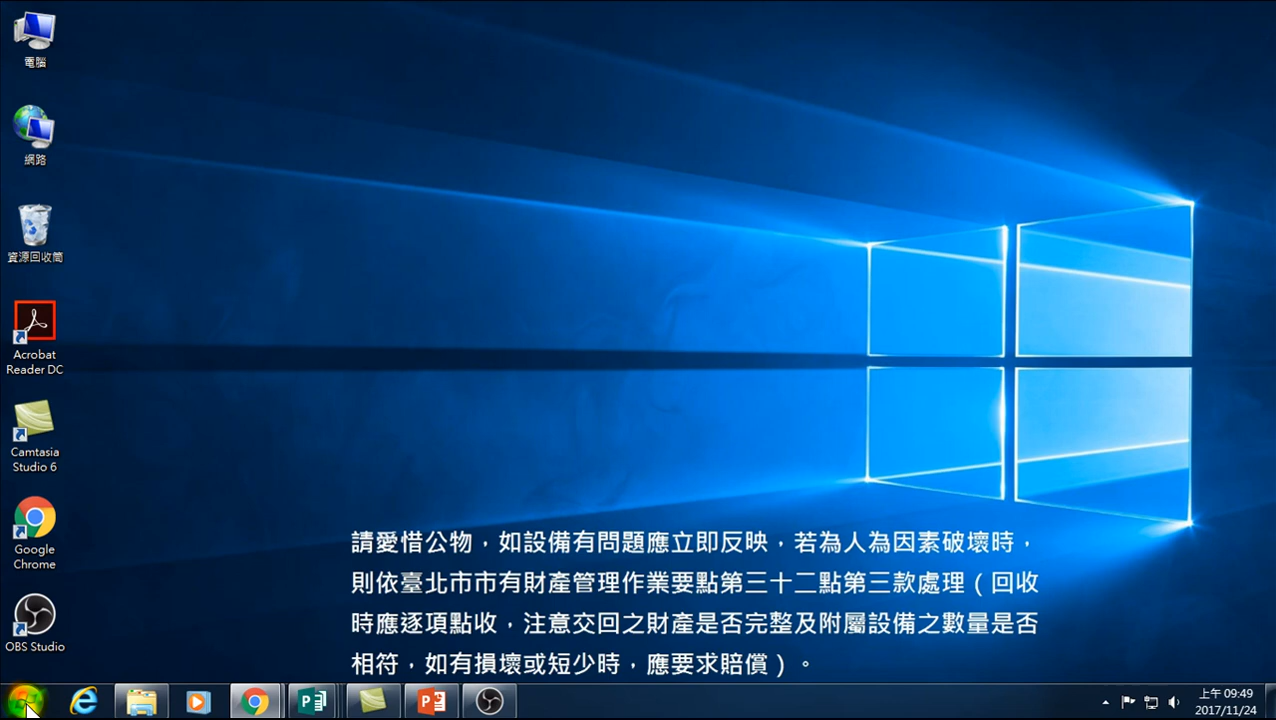 電腦
網路
資源回收筒
Acrobat
Reader DC
Camtasia
Studio 6
Google
Chrome
OBS Studio
請愛惜公物，如設備有問題應立即反映，若為人為因素破壞時，
則依臺北市市有財產管理作業要點第三十二點第三款處理（回收
時應逐項點收，注意交回之財產是否完整及附屬設備之數量是否
相符，如有損壞或短少時，應要求賠償）。
上午 09:49
2017/11/24